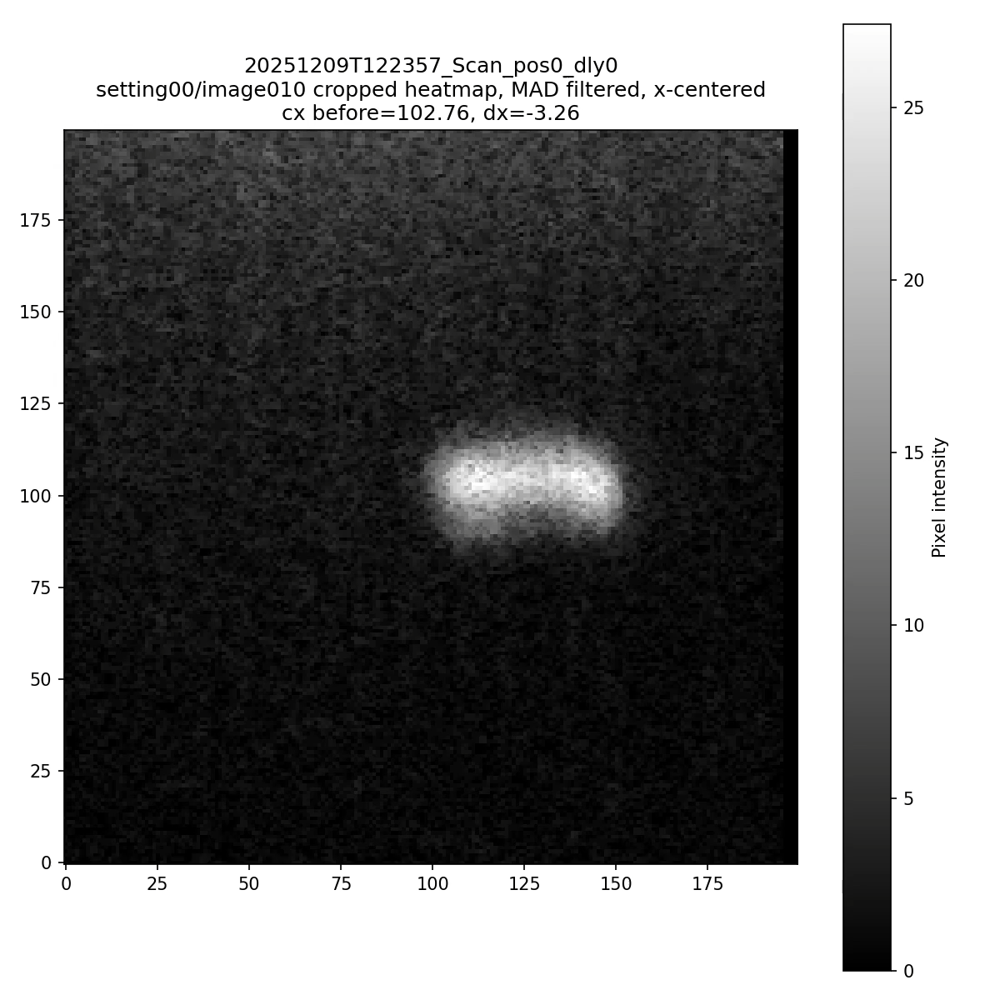 20251209T122357_Scan_pos0_dly0
setting00/image010 cropped heatmap, MAD filtered, x-centered
cx before=102.76, dx=-3.26
175
150
125
100
75
50
25
0
0 25 50 75 100 125 150 175
25
20
15
10
5
0
Pixel intensity